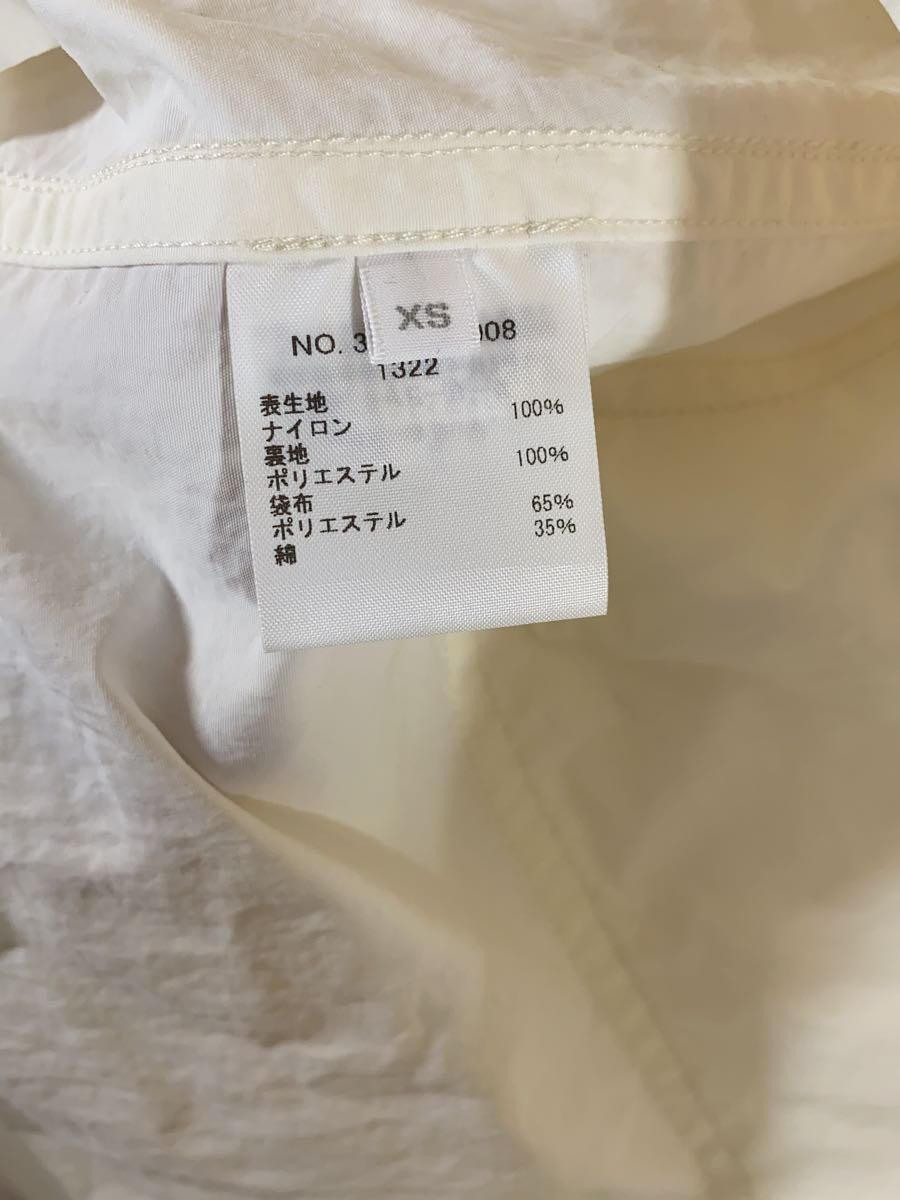 XS
NO. 3 008
1322
表生地
ナイロン 100%
裏地
ポリエステル 100%
袋布
ポリエステル 65%
綿 35%